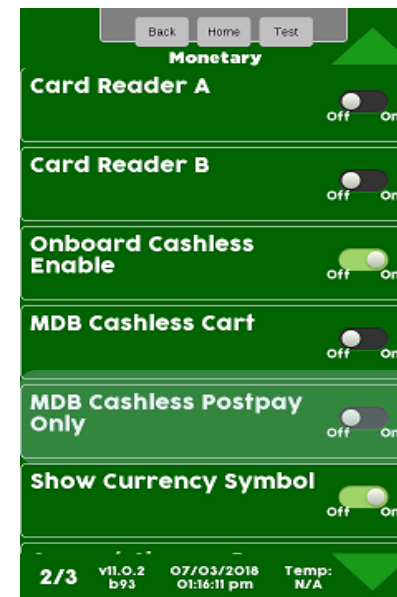 Back Home Test
Monetary
Card Reader A
Off On
Card Reader B
Off On
Onboard Cashless
Enable
Off On
MDB Cashless Cart
Off On
MDB Cashless Postpay
Only
Off On
Show Currency Symbol
Off On
2/3 v11.0.2 07/03/2018 Temp:
b93 01:16:11 pm N/A